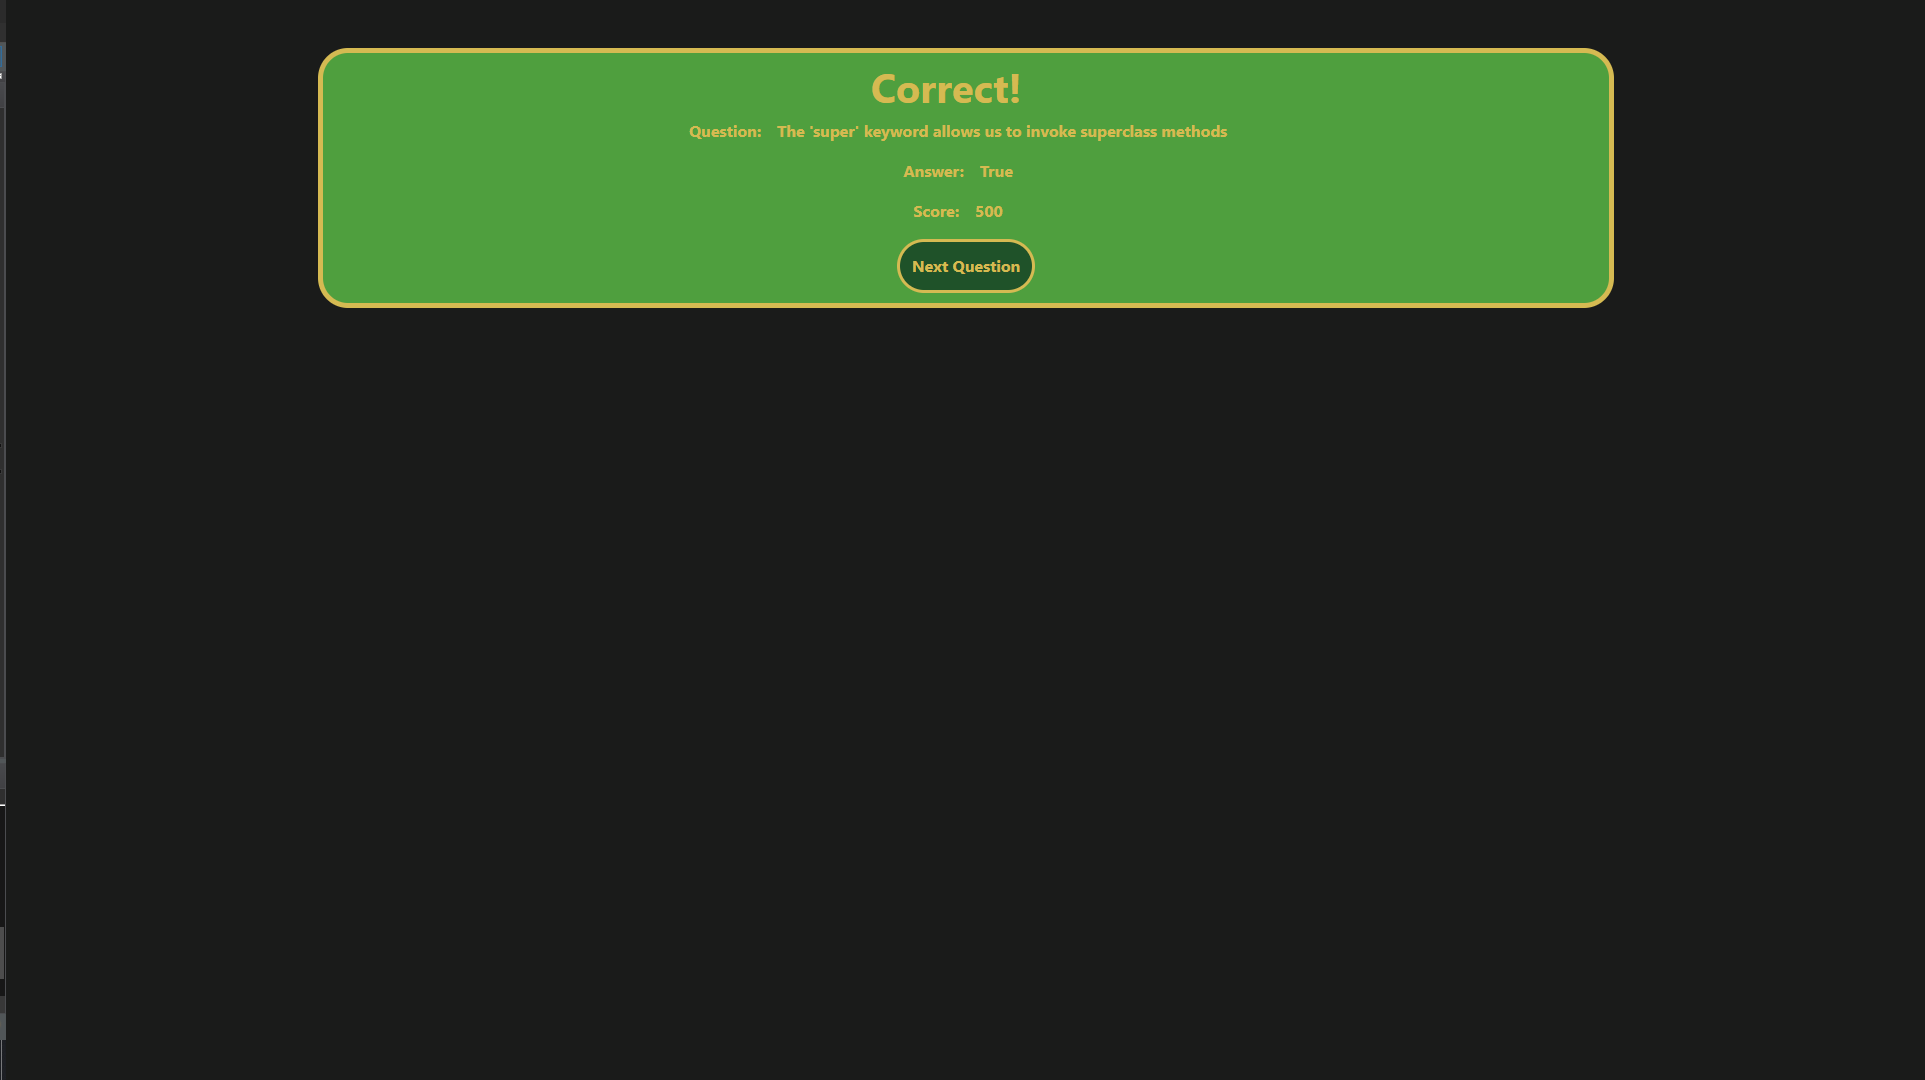 Correct!
Question: The 'super' keyword allows us to invoke superclass methods
Answer: True
Score: 500
Next Question